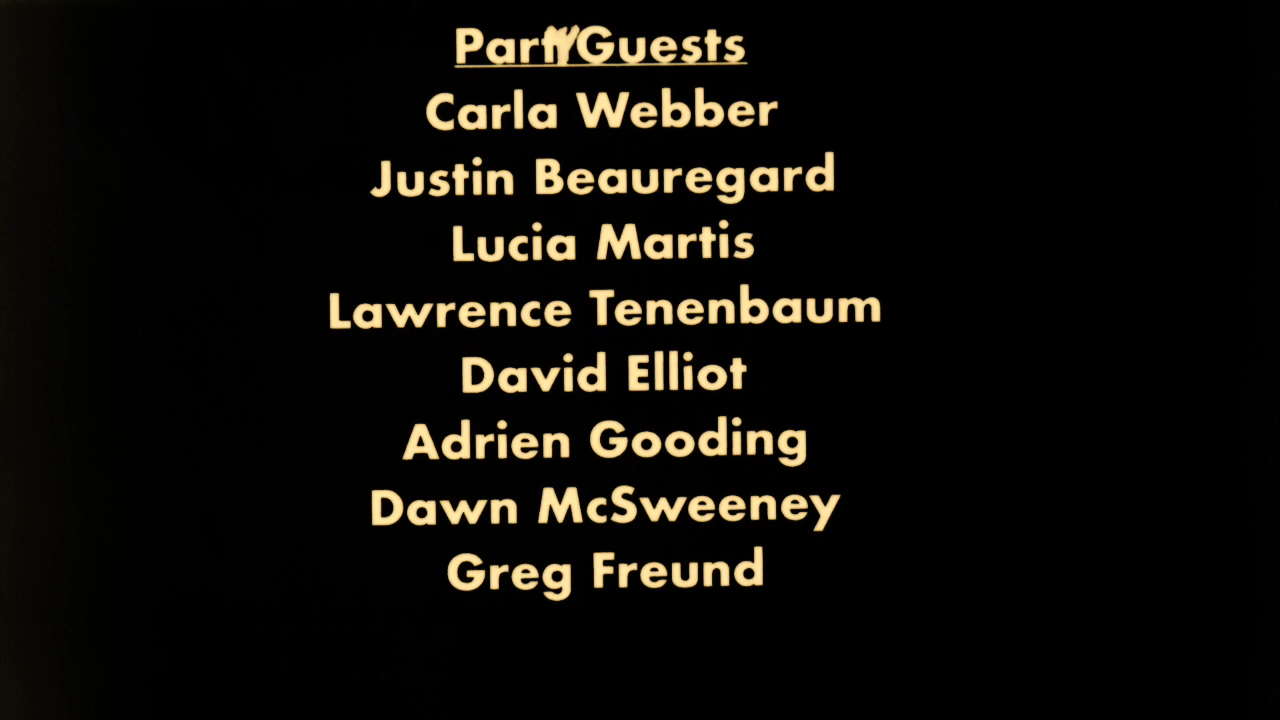 Party Guests
Carla Webber
Justin Beauregard
Lucia Martis
Lawrence Tenenbaum
David Elliot
Adrien Gooding
Dawn McSweeney
Greg Freund